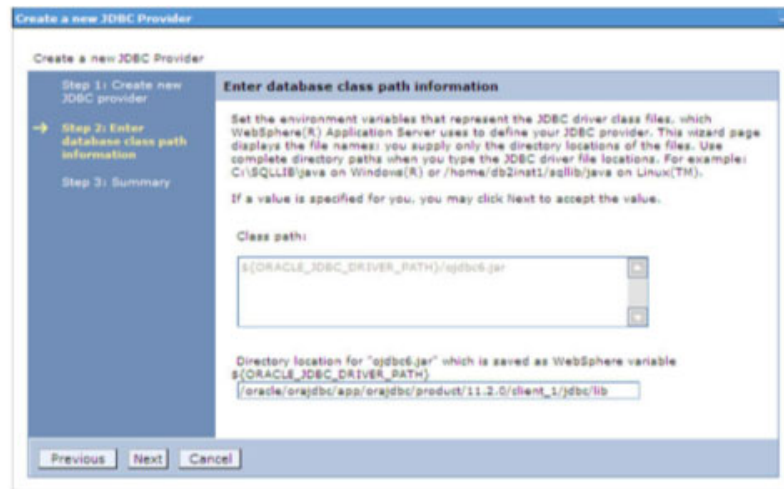 Create a new JDBC Provider
Create a new JDBC Provider
Step 1: Create new
JDBC provider
Step 2: Enter
database class path
information
Step 3: Summary
Enter database class path information
Set the environment variables that represent the JDBC driver class files, which
WebSphere(R) Application Server uses to define your JDBC provider. This wizard page
displays the file names; you supply only the directory locations of the files. Use
complete directory paths when you type the JDBC driver file locations. For example:
C:\SQLLIB\java on Windows(R) or /home/db2inst1/sqllib/java on Linux(TM).
If a value is specified for you, you may click Next to accept the value.
Class path:
${ORACLE_JDBC_DRIVER_PATH}/ojdbc6.jar
Directory location for "ojdbc6.jar" which is saved as WebSphere variable
${ORACLE_JDBC_DRIVER_PATH}
/oracle/orajdbc/app/orajdbc/product/11.2.0/client_1/jdbc/lib
Previous Next Cancel